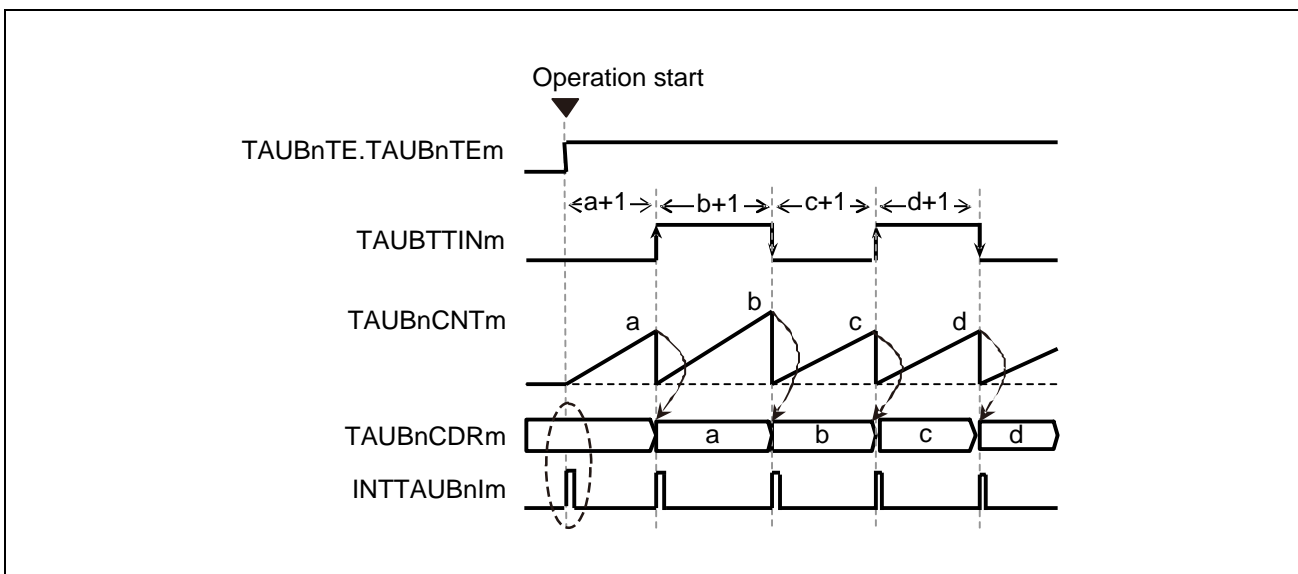 Operation start
TAUBnTE.TAUBnTEm
a+1 b+1 c+1 d+1
TAUBTTINm
b
TAUBnCNTm a c d
TAUBnCDRm a b c d
INTTAUBnIm